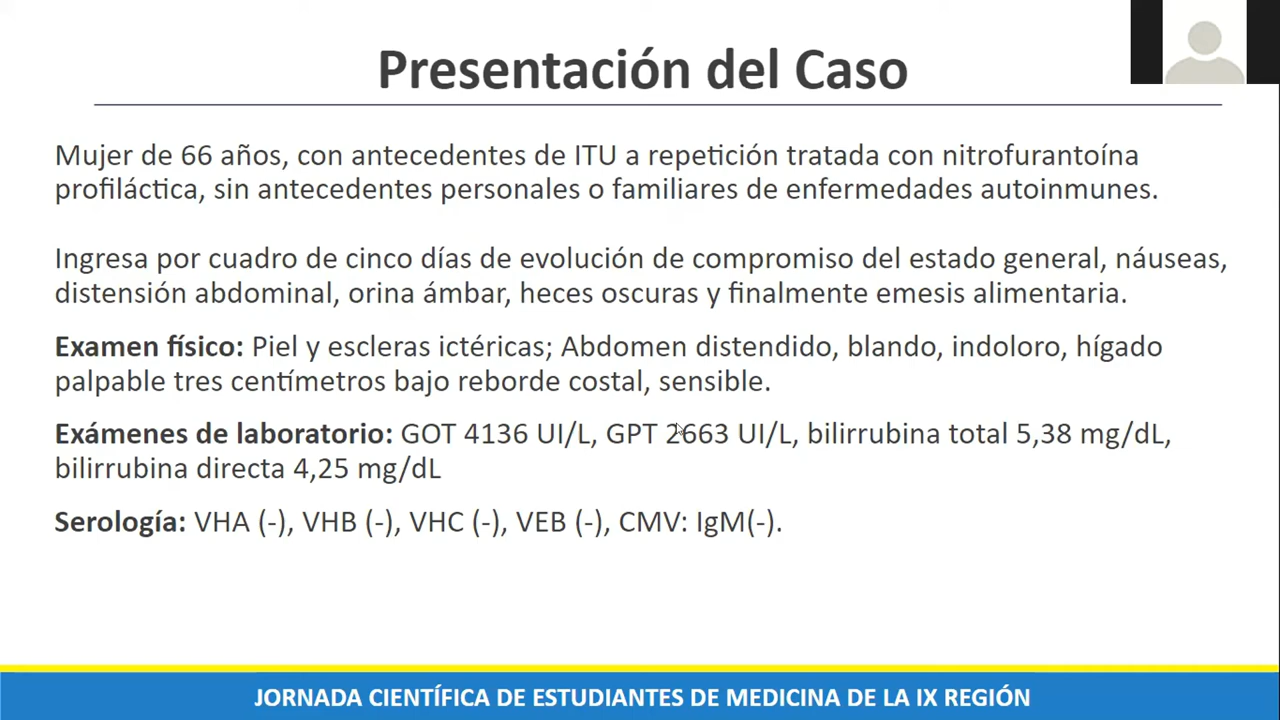 Presentación del Caso
Mujer de 66 años, con antecedentes de ITU a repetición tratada con nitrofurantoína
profiláctica, sin antecedentes personales o familiares de enfermedades autoinmunes.
Ingresa por cuadro de cinco días de evolución de compromiso del estado general, náuseas,
distensión abdominal, orina ámbar, heces oscuras y finalmente emesis alimentaria.
Examen físico: Piel y escleras ictéricas; Abdomen distendido, blando, indoloro, hígado
palpable tres centímetros bajo reborde costal, sensible.
Exámenes de laboratorio: GOT 4136 UI/L, GPT 2663 UI/L, bilirrubina total 5,38 mg/dL,
bilirrubina directa 4,25 mg/dL
Serología: VHA (-), VHB (-), VHC (-), VEB (-), CMV: IgM(-).
JORNADA CIENTÍFICA DE ESTUDIANTES DE MEDICINA DE LA IX REGIÓN